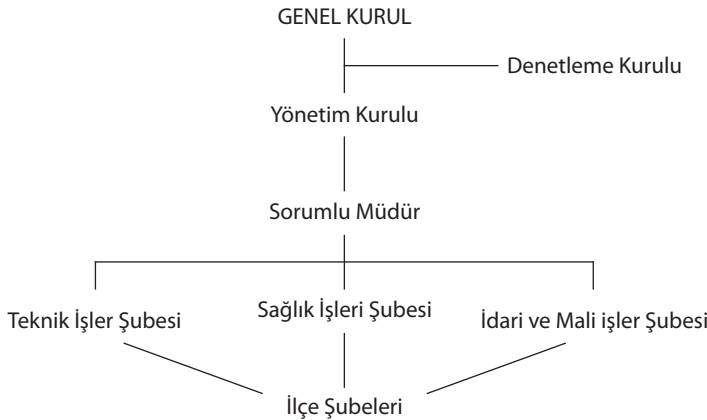 GENEL KURUL
Denetleme Kurulu
Yönetim Kurulu
Sorumlu Müdür
Teknik İşler Şubesi
Sağlık İşleri Şubesi
İdari ve Mali işler Şubesi
İlçe Şubeleri